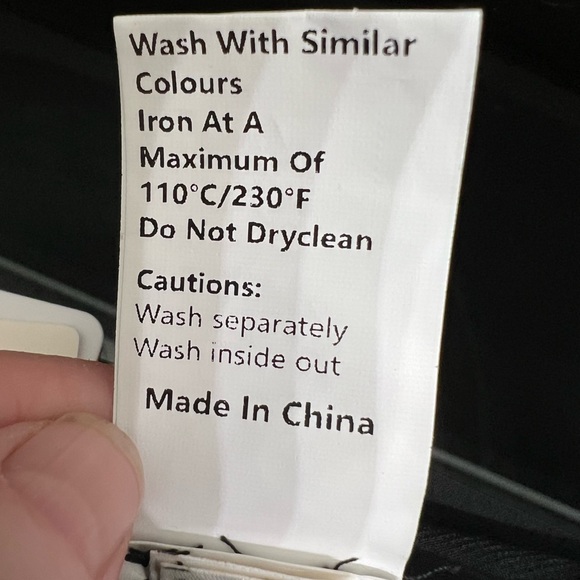 Wash With Similar
Colours
Iron At A
Maximum Of
110°C/230°F
Do Not Dryclean
Cautions:
Wash separately
Wash inside out
Made In China